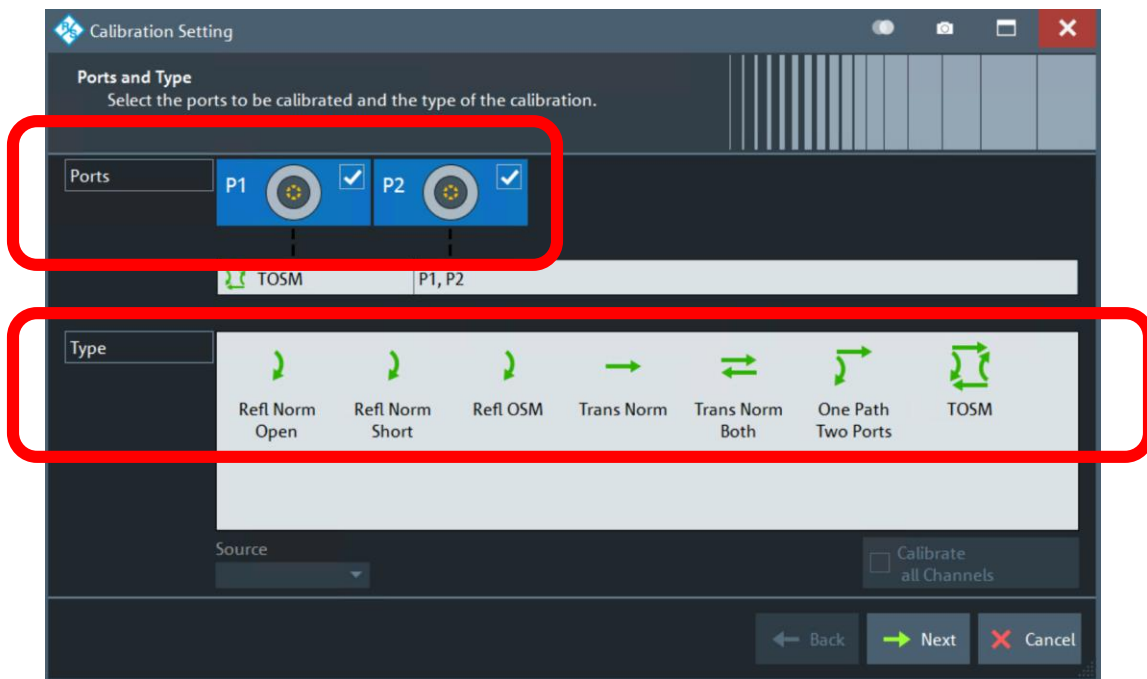 Calibration Setting
Ports and Type
Select the ports to be calibrated and the type of the calibration.
Ports
P1
P2
TOSM
P1, P2
Type
Refl Norm
Open
Refl Norm
Short
Refl OSM
Trans Norm
Trans Norm
Both
One Path
Two Ports
TOSM
Source
Calibrate
all Channels
Back
Next
Cancel